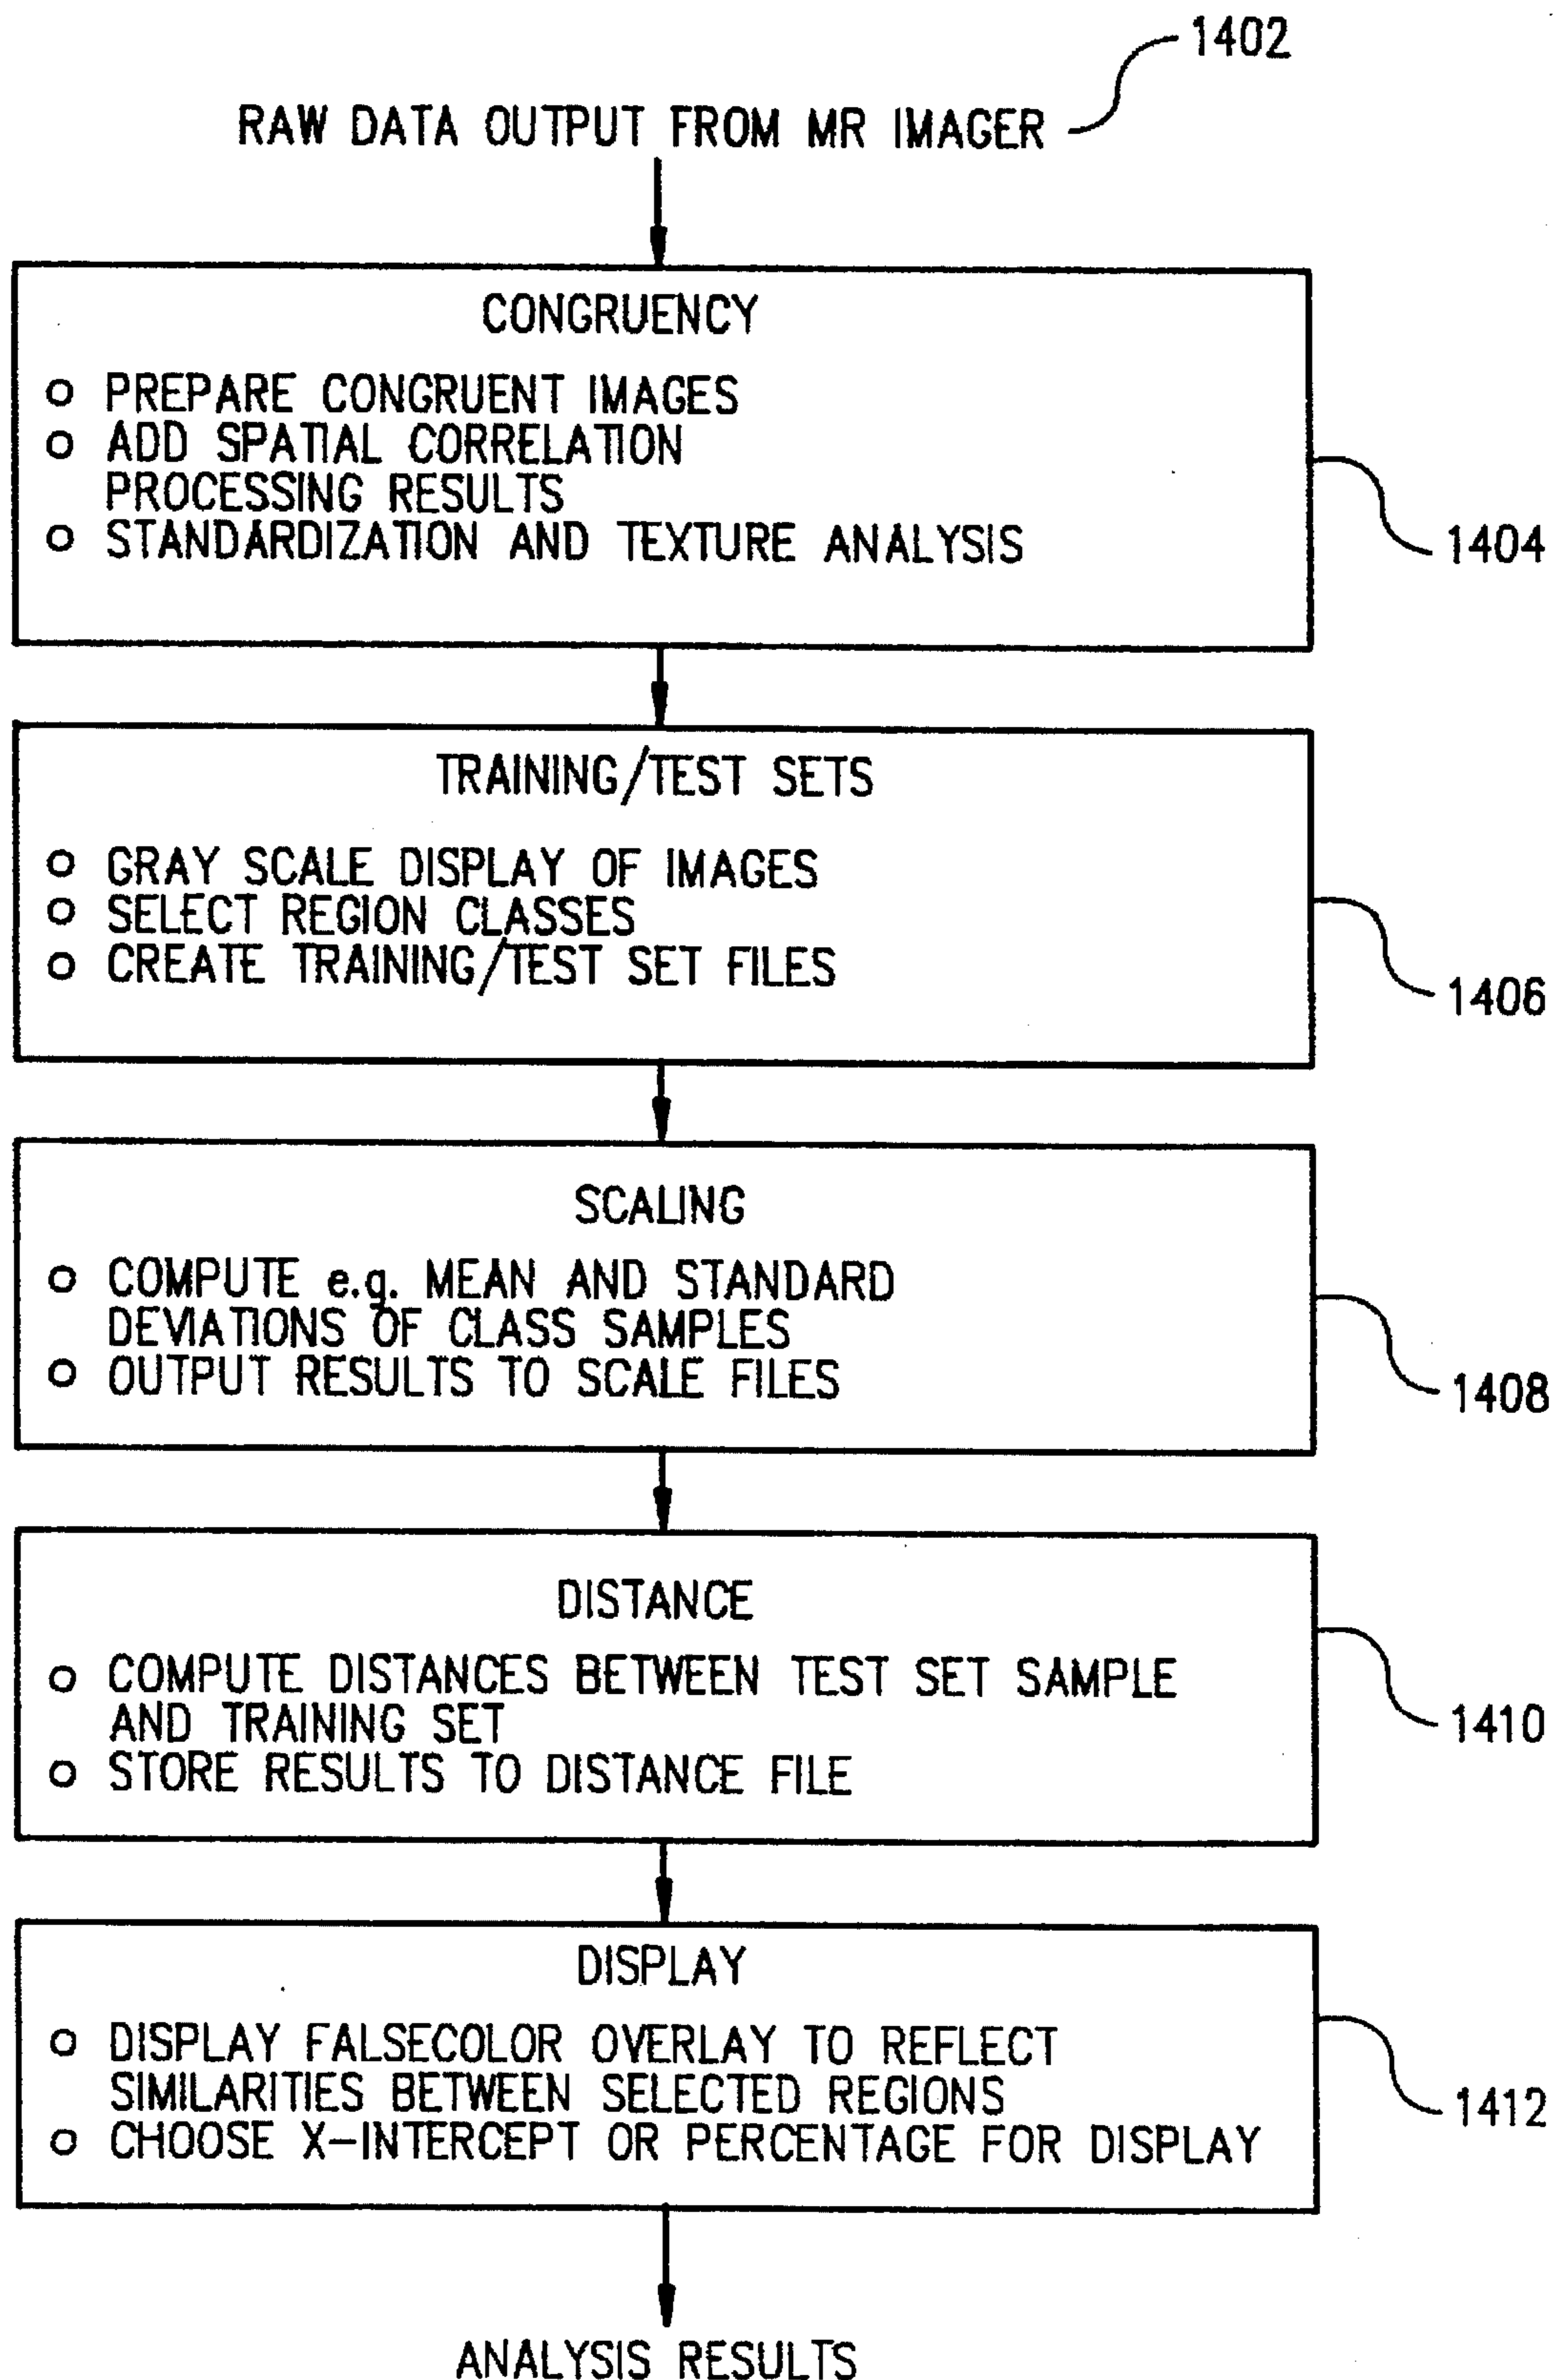 1402
RAW DATA OUTPUT FROM MR IMAGER
CONGRUENCY
o PREPARE CONGRUENT IMAGES
o ADD SPATIAL CORRELATION
PROCESSING RESULTS
o STANDARDIZATION AND TEXTURE ANALYSIS
1404
TRAINING/TEST SETS
o GRAY SCALE DISPLAY OF IMAGES
o SELECT REGION CLASSES
o CREATE TRAINING/TEST SET FILES
1406
SCALING
o COMPUTE e.g. MEAN AND STANDARD
DEVIATIONS OF CLASS SAMPLES
o OUTPUT RESULTS TO SCALE FILES
1408
DISTANCE
o COMPUTE DISTANCES BETWEEN TEST SET SAMPLE
AND TRAINING SET
o STORE RESULTS TO DISTANCE FILE
1410
DISPLAY
o DISPLAY FALSECOLOR OVERLAY TO REFLECT
SIMILARITIES BETWEEN SELECTED REGIONS
o CHOOSE X-INTERCEPT OR PERCENTAGE FOR DISPLAY
1412
ANALYSIS RESULTS